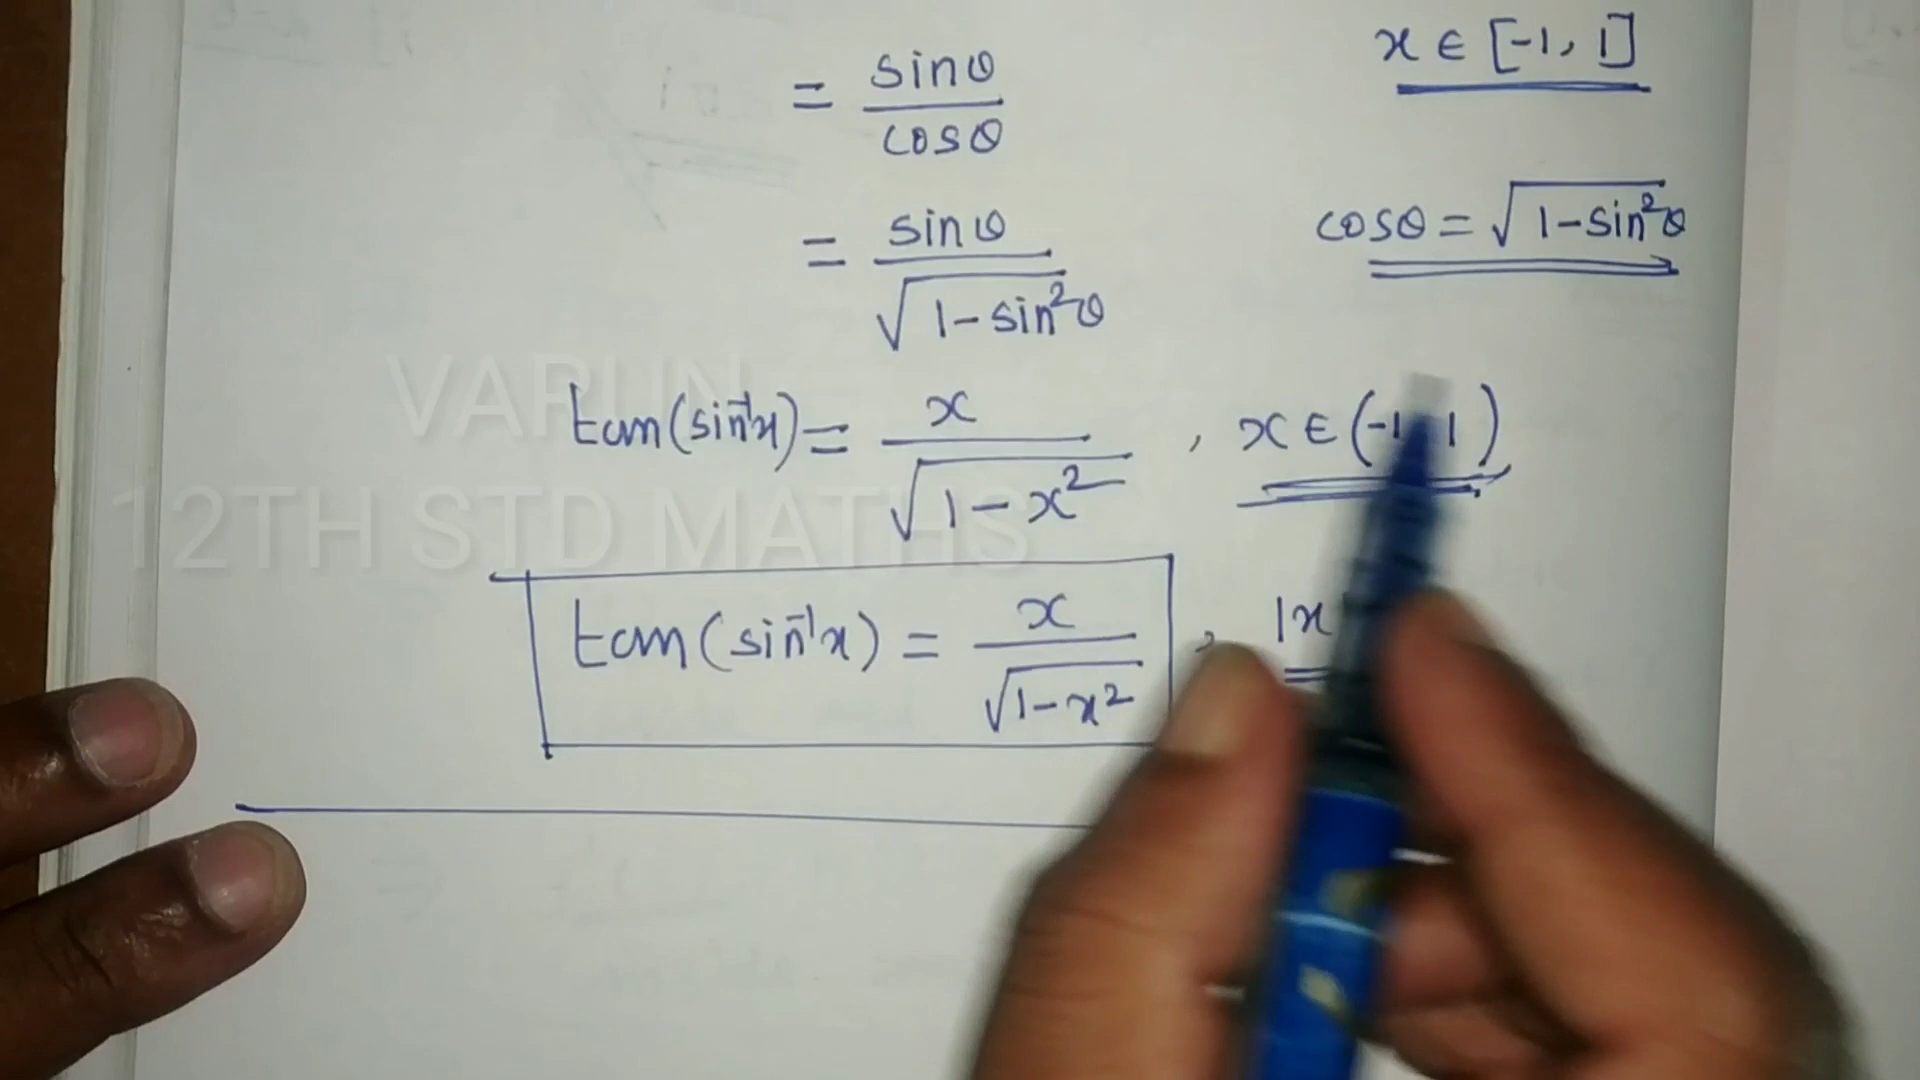 = sinθ / cosθ
x ∈ [-1, 1]
= sinθ / √(1-sin²θ)
cosθ = √(1-sin²θ)
tan(sin⁻¹x) = x / √(1-x²) , x ∈ (-1, 1)
tan(sin⁻¹x) = x / √(1-x²) , |x
VARUN
12TH STD MATHS